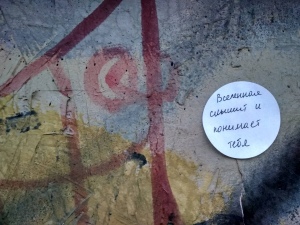 Вселенная
слышит и
понимает
тебя